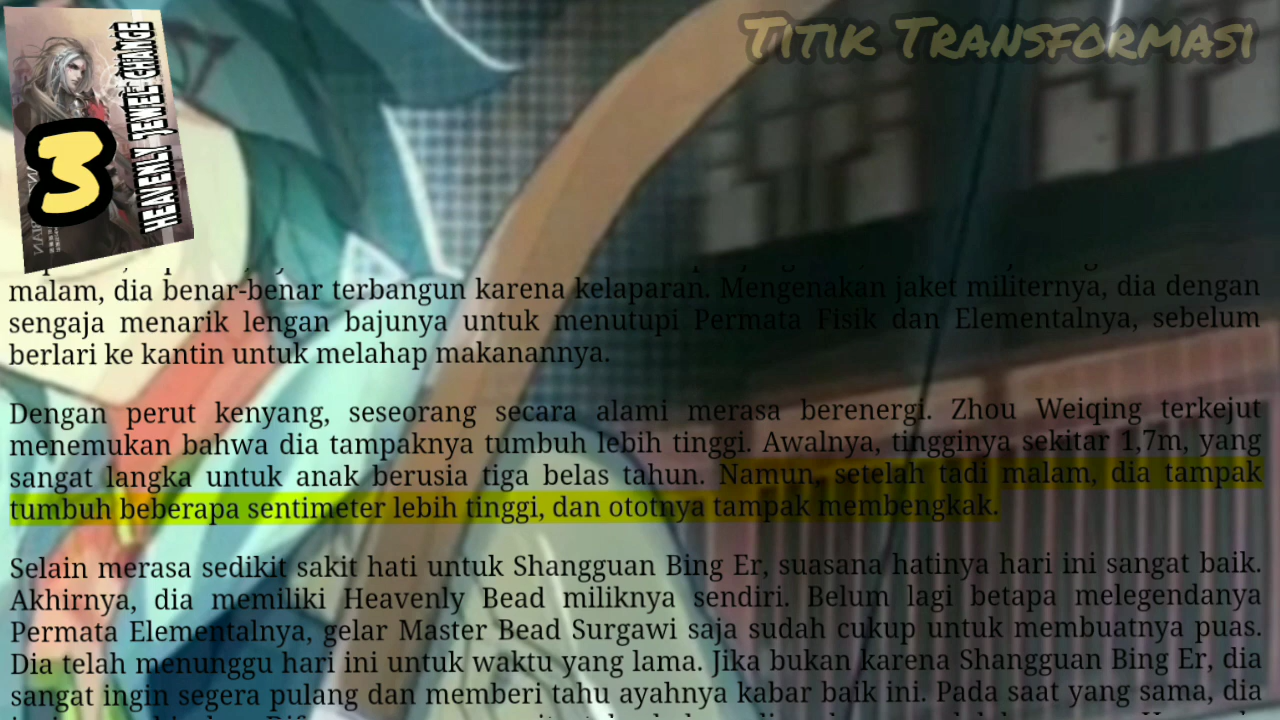 Titik Transformasi
HEAVENLY JEWEL CHANGE
3
malam, dia benar-benar terbangun karena kelaparan. Mengenakan jaket militernya, dia dengan
sengaja menarik lengan bajunya untuk menutupi Permata Fisik dan Elementalnya, sebelum
berlari ke kantin untuk melahap makanannya.
Dengan perut kenyang, seseorang secara alami merasa berenergi. Zhou Weiqing terkejut
menemukan bahwa dia tampaknya tumbuh lebih tinggi. Awalnya, tingginya sekitar 1,7m, yang
sangat langka untuk anak berusia tiga belas tahun. Namun, setelah tadi malam, dia tampak
tumbuh beberapa sentimeter lebih tinggi, dan ototnya tampak membengkak.
Selain merasa sedikit sakit hati untuk Shangguan Bing Er, suasana hatinya hari ini sangat baik.
Akhirnya, dia memiliki Heavenly Bead miliknya sendiri. Belum lagi betapa melegendanya
Permata Elementalnya, gelar Master Bead Surgawi saja sudah cukup untuk membuatnya puas.
Dia telah menunggu hari ini untuk waktu yang lama. Jika bukan karena Shangguan Bing Er, dia
sangat ingin segera pulang dan memberi tahu ayahnya kabar baik ini. Pada saat yang sama, dia